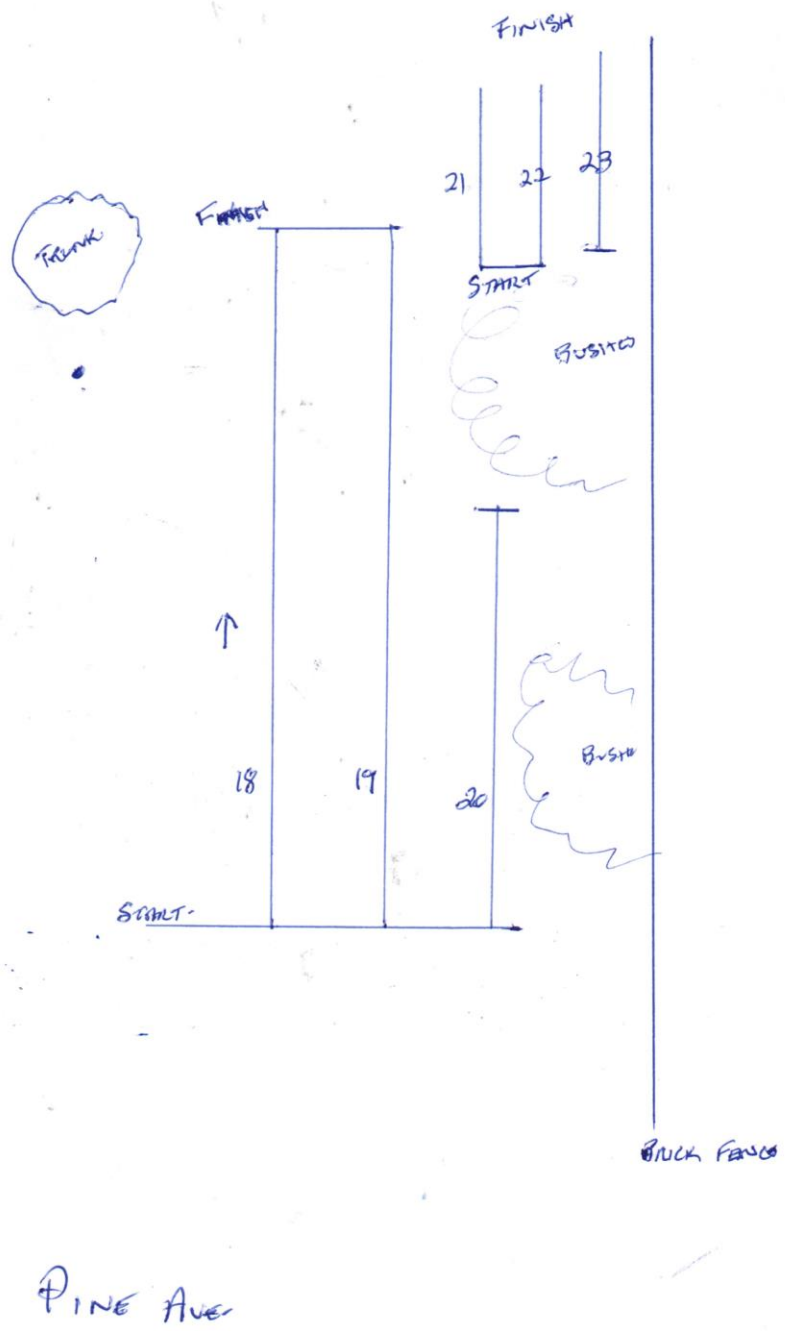 FINISH
21 22 23
FINISH
TRUNK
START
BUSHES
↑
BUSH
18 19 20
START-
BRICK FENCE
PINE AVE